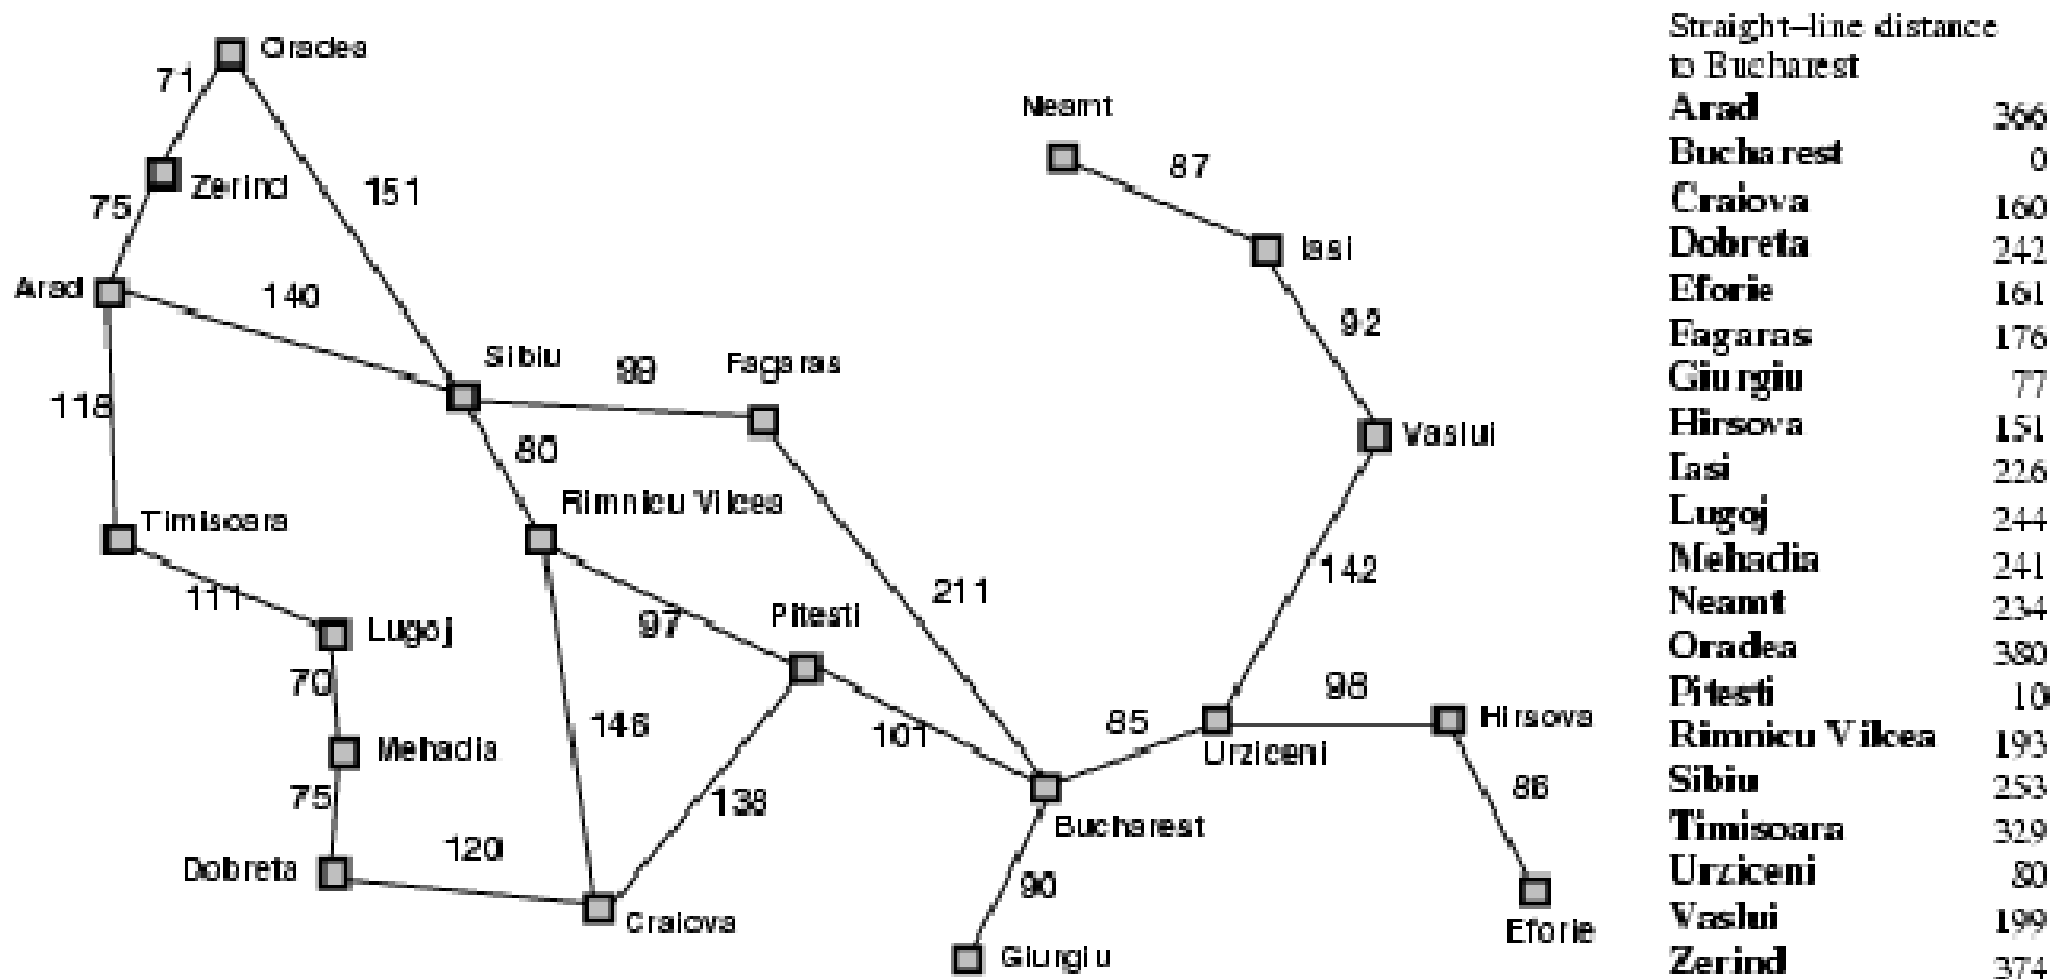 Oradea
71
Neamt
87
Zerind
151
75
Iasi
Arad
140
92
Sibiu
99
Fagaras
118
80
Vaslui
Rimnicu Vilcea
Timisoara
142
111
211
Pitesti
97
Lugoj
70
98
146
101
85
Hirsova
Mehadia
Urziceni
75
138
86
120
Bucharest
Dobreta
90
Craiova
Eforie
Giurgiu
Straight-line distance
to Bucharest
Arad 366
Bucharest 0
Craiova 160
Dobreta 242
Eforie 161
Fagaras 176
Giurgiu 77
Hirsova 151
Iasi 226
Lugoj 244
Mehadia 241
Neamt 234
Oradea 380
Pitesti 10
Rimnicu Vilcea 193
Sibiu 253
Timisoara 329
Urziceni 80
Vaslui 199
Zerind 374